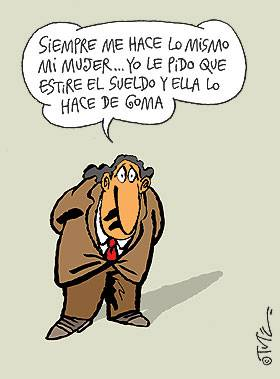 SIEMPRE ME HACE LO MISMO
MI MUJER...YO LE PIDO QUE
ESTIRE EL SUELDO Y ELLA LO
HACE DE GOMA
©TUTE